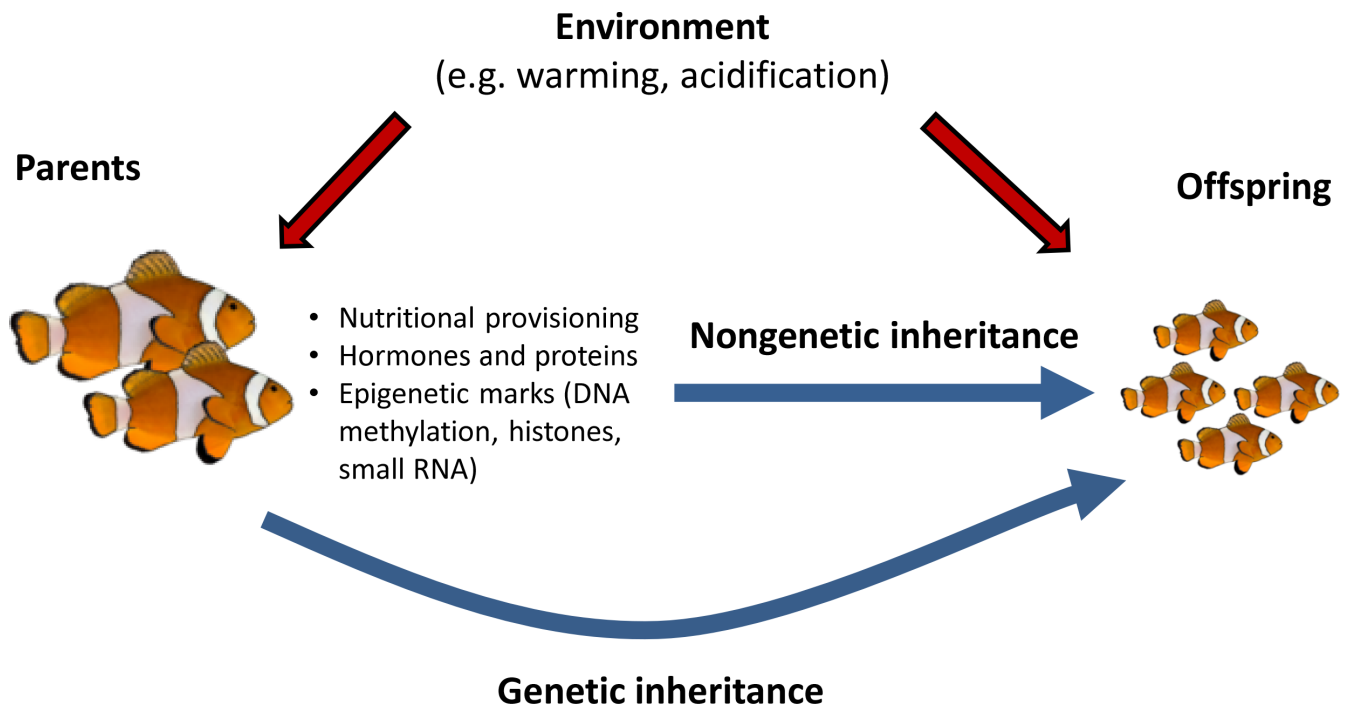 Environment
(e.g. warming, acidification)
Parents
Offspring
• Nutritional provisioning
• Hormones and proteins
• Epigenetic marks (DNA
methylation, histones,
small RNA)
Nongenetic inheritance
Genetic inheritance